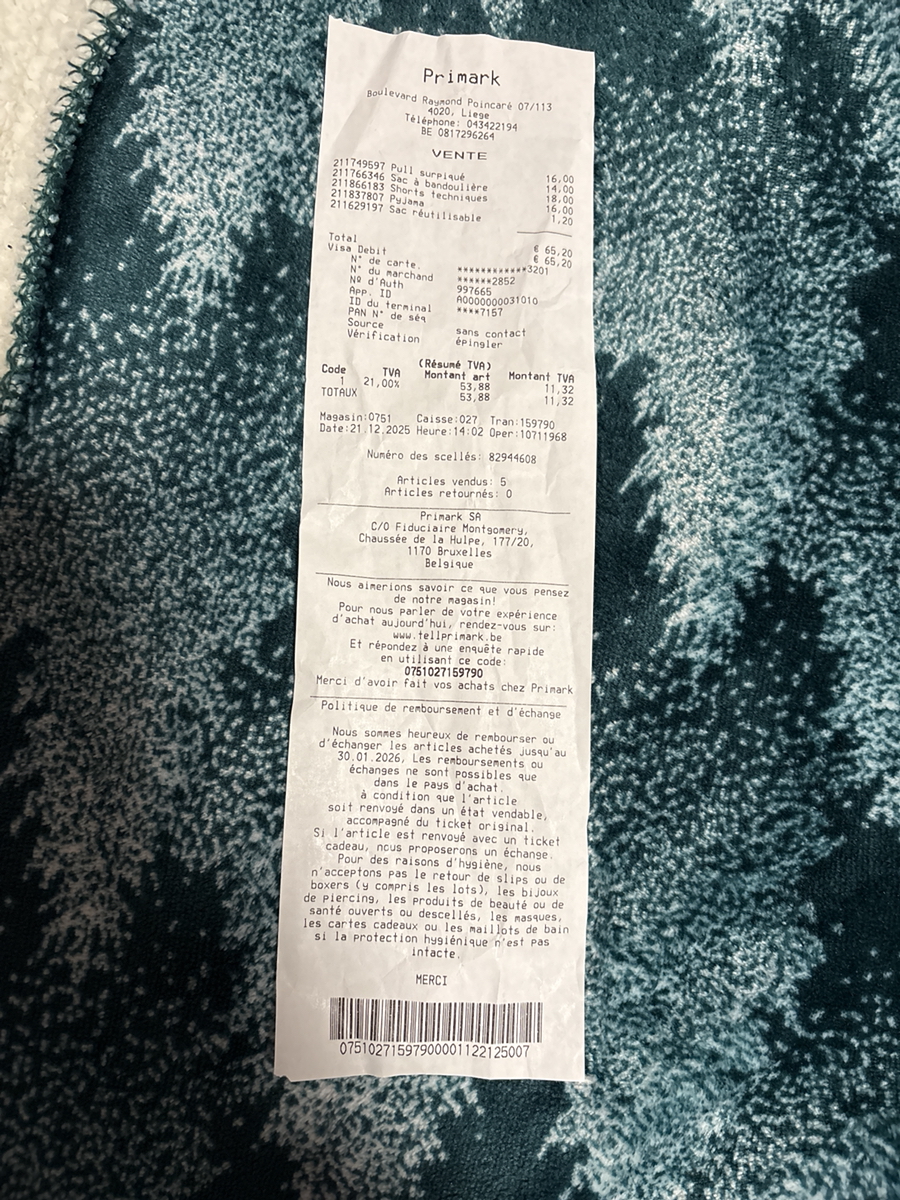 Primark
Boulevard Raymond Poincaré 07/113
4020, Liege
Téléphone: 043422194
BE 0817296264
VENTE
211749597 Pull surpiqué 16,00
211766346 Sac à bandoulière 14,00
211866183 Shorts techniques 18,00
211837807 Pyjama 16,00
211629197 Sac réutilisable 1,20
Total € 65,20
Visa Debit € 65,20
N° de carte. ************3201
N° du marchand ******2852
Nº d'Auth 997665
App. ID A0000000031010
ID du terminal ****7157
PAN N° de séq
Source sans contact
Vérification épingler
(Résumé TVA)
Code TVA Montant art Montant TVA
1 21,00% 53,88 11,32
TOTAUX 53,88 11,32
Magasin:0751 Caisse:027 Tran:159790
Date:21.12.2025 Heure:14:02 Oper:10711968
Numéro des scellés: 82944608
Articles vendus: 5
Articles retournés: 0
Primark SA
C/O Fiduciaire Montgomery,
Chaussée de la Hulpe, 177/20,
1170 Bruxelles
Belgique
Nous aimerions savoir ce que vous pensez
de notre magasin!
Pour nous parler de votre expérience
d'achat aujourd'hui, rendez-vous sur:
www.tellprimark.be
Et répondez à une enquête rapide
en utilisant ce code:
0751027159790
Merci d'avoir fait vos achats chez Primark
Politique de remboursement et d'échange
Nous sommes heureux de rembourser ou
d'échanger les articles achetés jusqu'au
30.01.2026, Les remboursements ou
échanges ne sont possibles que
dans le pays d'achat.
à condition que l'article
soit renvoyé dans un état vendable,
accompagné du ticket original.
Si l'article est renvoyé avec un ticket
cadeau, nous proposerons un échange.
Pour des raisons d'hygiène, nous
n'acceptons pas le retour de slips ou de
boxers (y compris les lots), les bijoux
de piercing, les produits de beauté ou de
santé ouverts ou descellés, les masques,
les cartes cadeaux ou les maillots de bain
si la protection hygiénique n'est pas
intacte.
MERCI
07510271597900001122125007